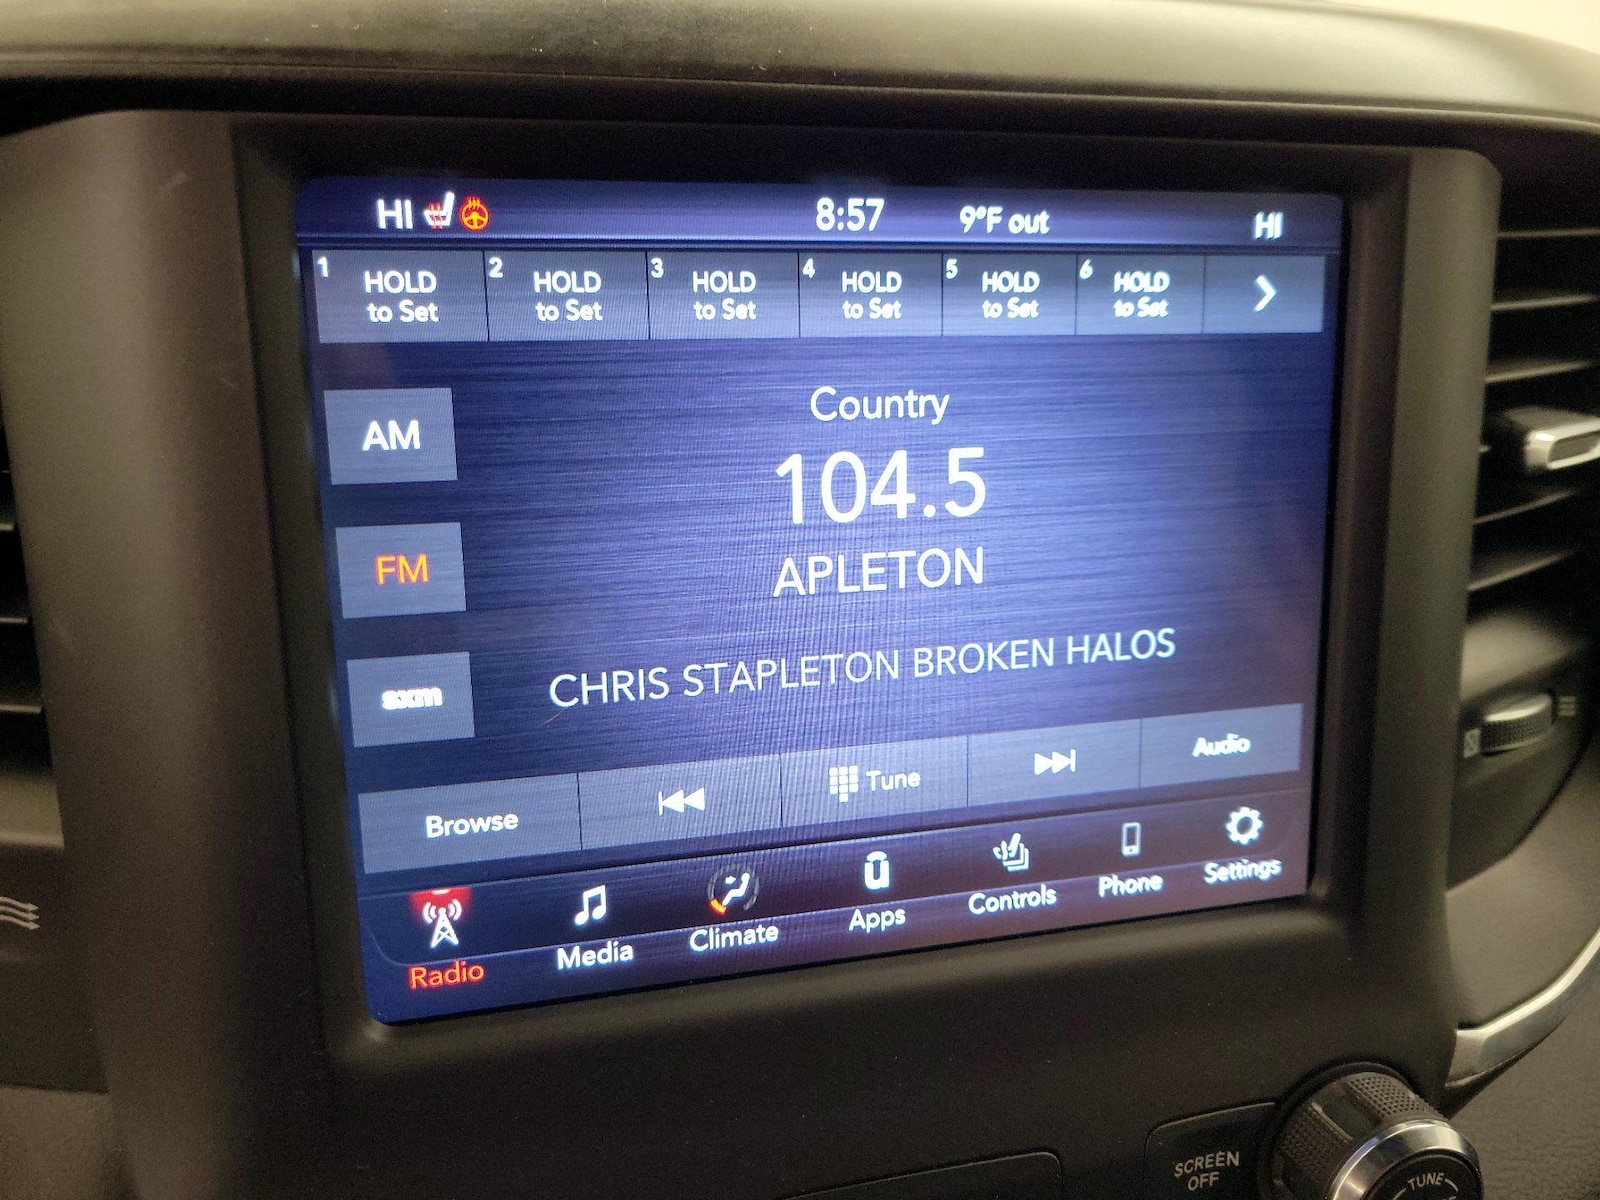 HI 8:57 9°F out HI
1 HOLD to Set
2 HOLD to Set
3 HOLD to Set
4 HOLD to Set
5 HOLD to Set
6 HOLD to Set
Country
AM
104.5
FM
APLETON
CHRIS STAPLETON BROKEN HALOS
sxm
Browse
Tune
Audio
Radio
Media
Climate
Apps
Controls
Phone
Settings
SCREEN
OFF
TUNE